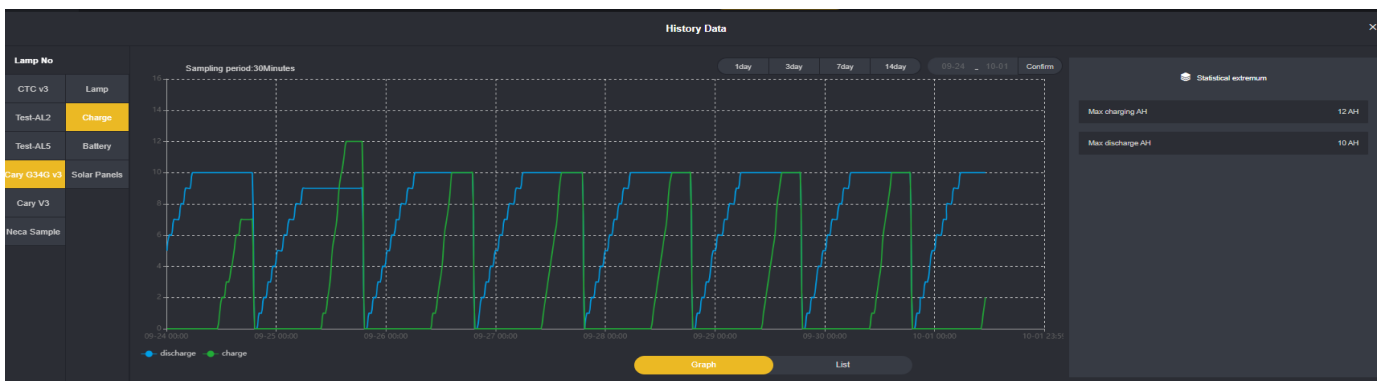 History Data
×
Lamp No
CTC v3
Lamp
Test-AL2
Charge
Test-AL5
Battery
Cary G34G v3
Solar Panels
Cary V3
Neca Sample
Sampling period:30Minutes
1day
3day
7day
14day
09-24 - 10-01
Confirm
16
14
12
10
8
6
4
2
0
09-24 00:00
09-25 00:00
09-26 00:00
09-27 00:00
09-28 00:00
09-29 00:00
09-30 00:00
10-01 00:00
10-01 23:5
discharge
charge
Graph
List
Statistical extremum
Max charging AH
12 AH
Max discharge AH
10 AH